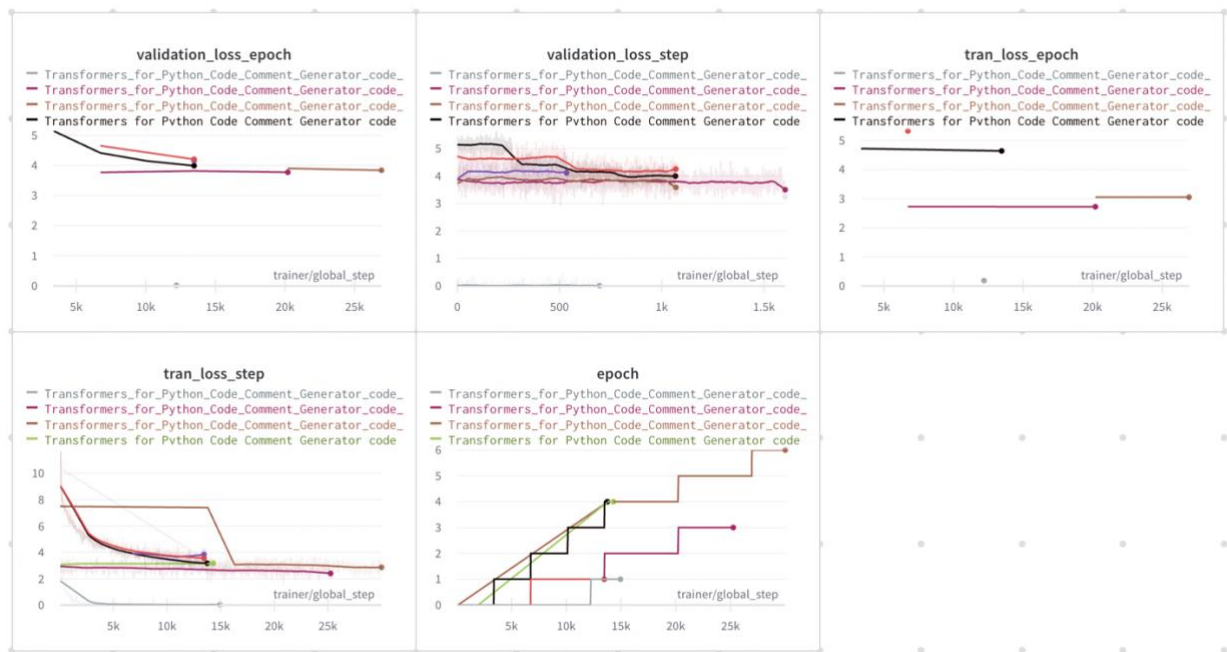 validation_loss_epoch
Transformers_for_Python_Code_Comment_Generator_code_
Transformers_for_Python_Code_Comment_Generator_code_
Transformers_for_Python_Code_Comment_Generator_code_
Transformers for Python Code Comment Generator code
5
4
3
2
1
0
trainer/global_step
5k 10k 15k 20k 25k
validation_loss_step
Transformers_for_Python_Code_Comment_Generator_code_
Transformers_for_Python_Code_Comment_Generator_code_
Transformers_for_Python_Code_Comment_Generator_code_
Transformers for Python Code Comment Generator code
5
4
3
2
1
0
trainer/global_step
0 500 1k 1.5k
tran_loss_epoch
Transformers_for_Python_Code_Comment_Generator_code_
Transformers_for_Python_Code_Comment_Generator_code_
Transformers_for_Python_Code_Comment_Generator_code_
Transformers for Python Code Comment Generator code
5
4
3
2
1
0
trainer/global_step
5k 10k 15k 20k 25k
tran_loss_step
Transformers_for_Python_Code_Comment_Generator_code_
Transformers_for_Python_Code_Comment_Generator_code_
Transformers_for_Python_Code_Comment_Generator_code_
Transformers for Python Code Comment Generator code
10
8
6
4
2
0
trainer/global_step
5k 10k 15k 20k 25k
epoch
Transformers_for_Python_Code_Comment_Generator_code_
Transformers_for_Python_Code_Comment_Generator_code_
Transformers_for_Python_Code_Comment_Generator_code_
Transformers for Python Code Comment Generator code
6
5
4
3
2
1
0
trainer/global_step
5k 10k 15k 20k 25k